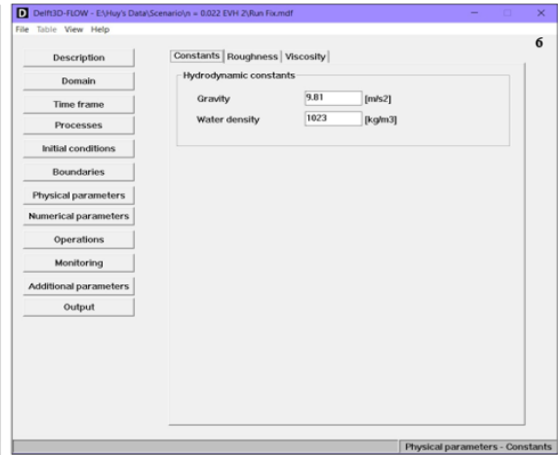 D Delft3D-FLOW - E:\Huy's Data\Scenario\n = 0.022 EVH 2\Run Fix.mdf
File Table View Help
6
Description
Domain
Time frame
Processes
Initial conditions
Boundaries
Physical parameters
Numerical parameters
Operations
Monitoring
Additional parameters
Output
Constants Roughness Viscosity
Hydrodynamic constants
Gravity 9.81 [m/s2]
Water density 1023 [kg/m3]
Physical parameters - Constants